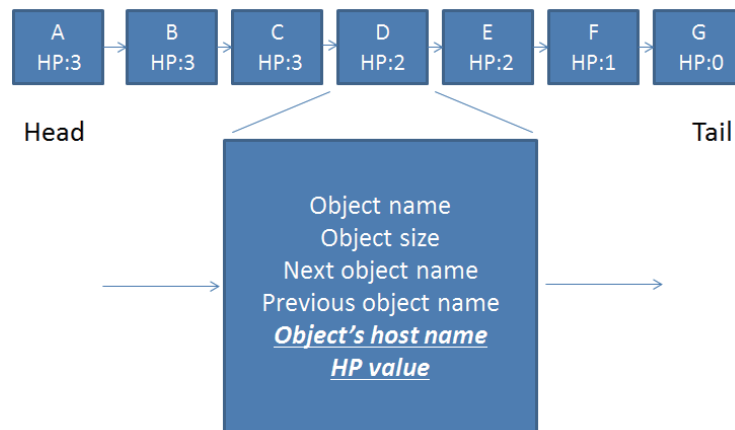 A B C D E F G
HP:3 HP:3 HP:3 HP:2 HP:2 HP:1 HP:0
Head Tail
Object name
Object size
Next object name
Previous object name
Object's host name
HP value